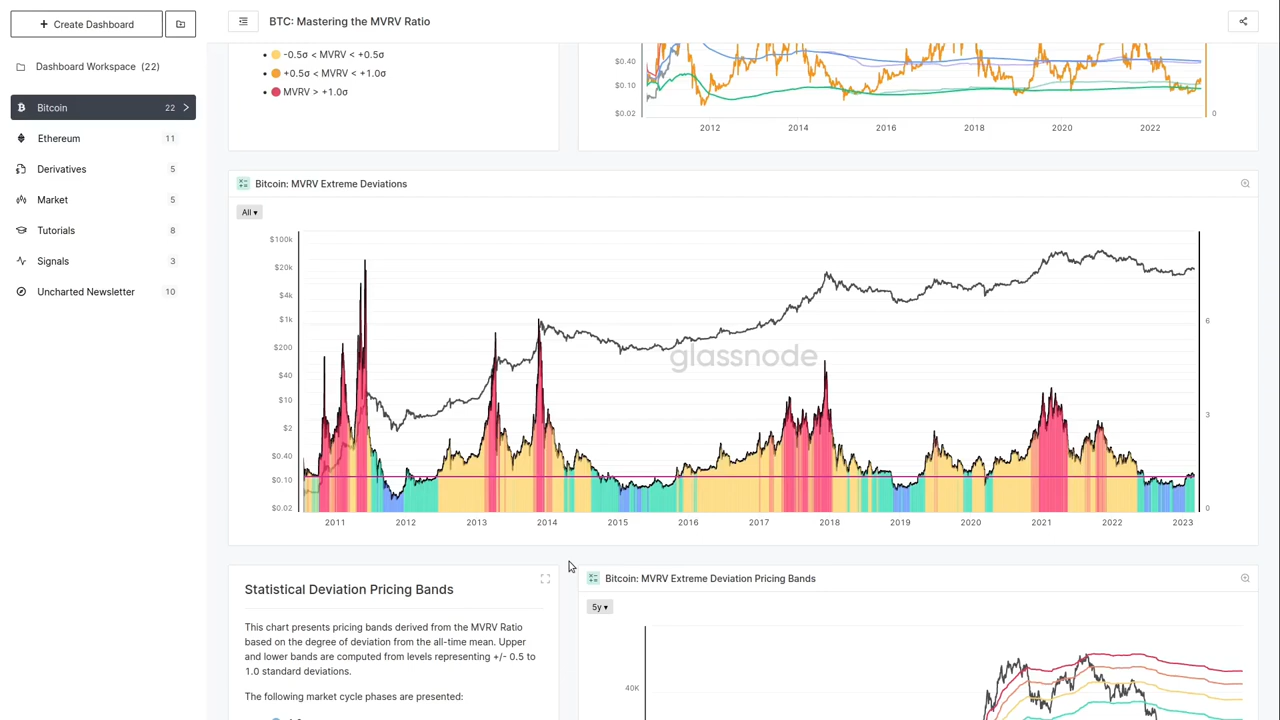 + Create Dashboard
BTC: Mastering the MVRV Ratio
Dashboard Workspace (22)
Bitcoin 22
Ethereum 11
Derivatives 5
Market 5
Tutorials 8
Signals 3
Uncharted Newsletter 10
-0.5σ < MVRV < +0.5σ
+0.5σ < MVRV < +1.0σ
MVRV > +1.0σ
$0.40
$0.10
$0.02 0
2012 2014 2016 2018 2020 2022
Bitcoin: MVRV Extreme Deviations
All ▾
$100k
$20k
$4k
$1k 6
$200
glassnode
$40
$10
$2 3
$0.40
$0.10
$0.02 0
2011 2012 2013 2014 2015 2016 2017 2018 2019 2020 2021 2022 2023
Statistical Deviation Pricing Bands
This chart presents pricing bands derived from the MVRV Ratio
based on the degree of deviation from the all-time mean. Upper
and lower bands are computed from levels representing +/- 0.5 to
1.0 standard deviations.
The following market cycle phases are presented:
Bitcoin: MVRV Extreme Deviation Pricing Bands
5y ▾
40K